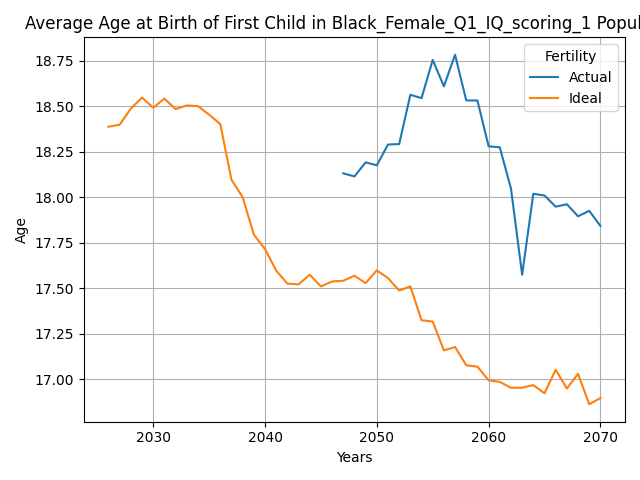 Average Age at Birth of First Child in Black_Female_Q1_IQ_scoring_1 Popul
Fertility
Actual
Ideal
18.75
18.50
18.25
18.00
17.75
17.50
17.25
17.00
Age
2030
2040
2050
2060
2070
Years